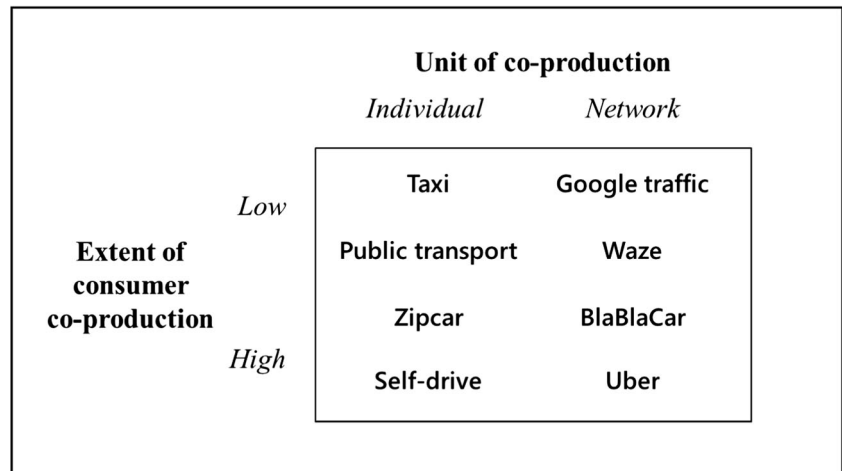 Unit of co-production
Individual Network
Taxi Google traffic
Low
Public transport Waze
Extent of
consumer
co-production
Zipcar BlaBlaCar
High
Self-drive Uber